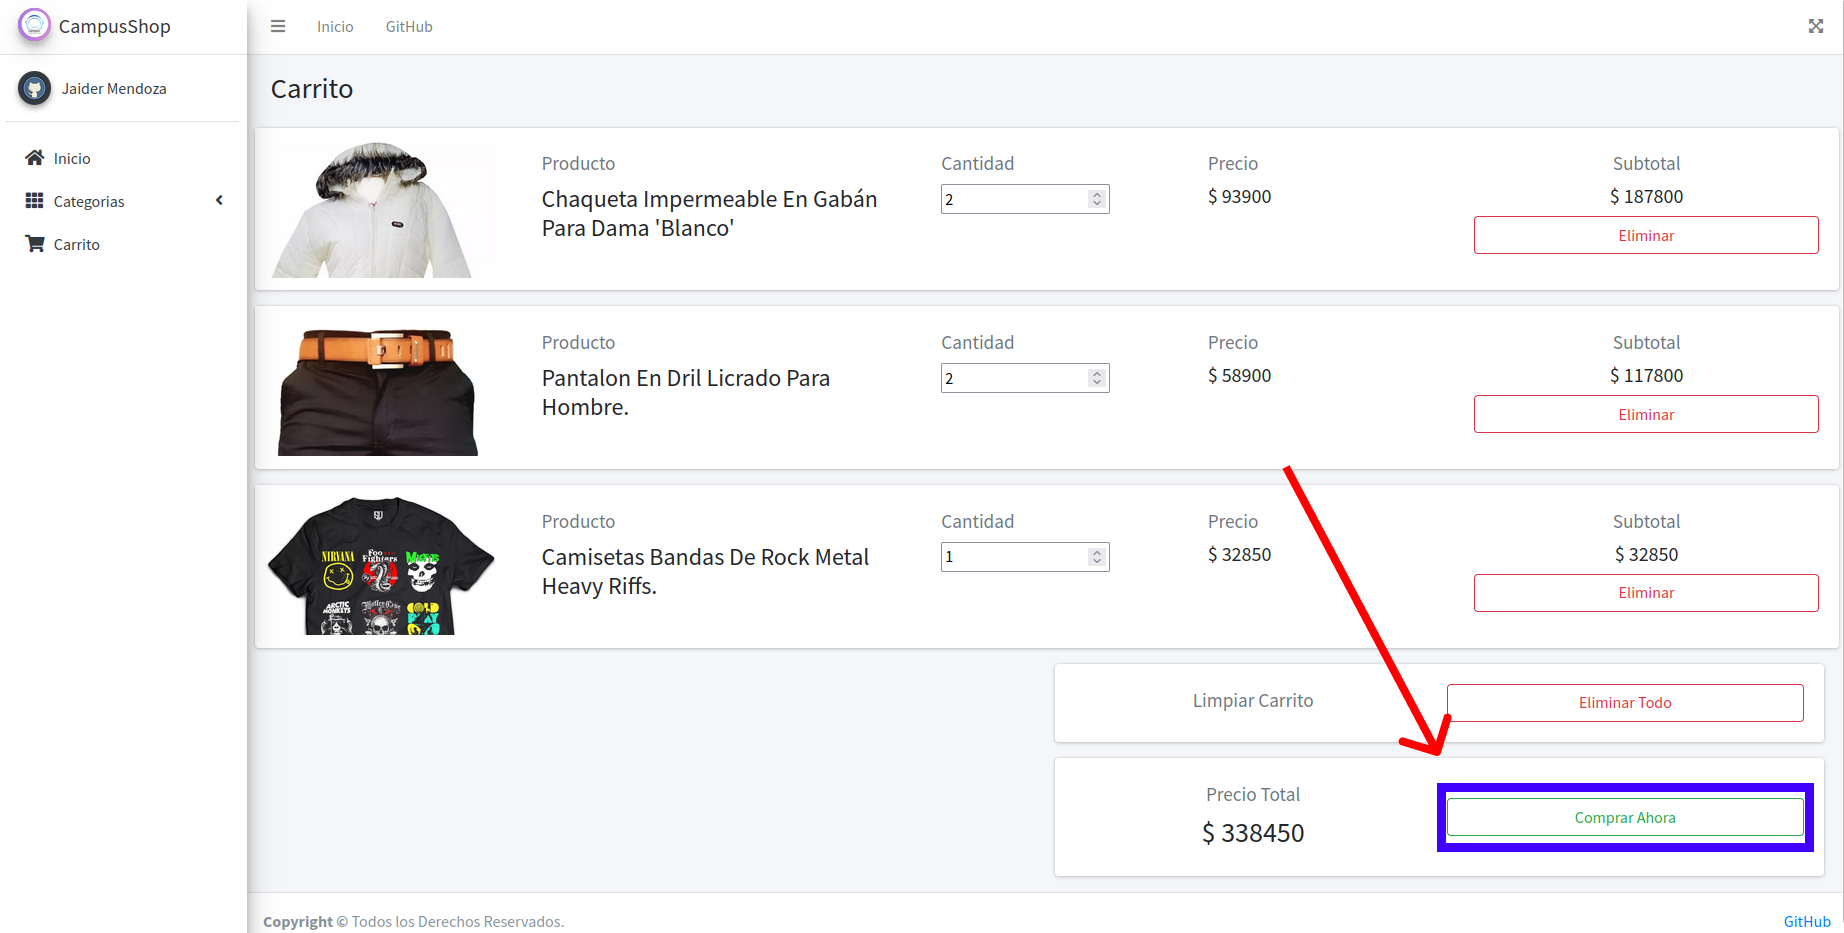 CampusShop
Inicio
GitHub
Jaider Mendoza
Inicio
Categorias
Carrito
Carrito
Producto
Cantidad
Precio
Subtotal
Chaqueta Impermeable En Gabán
Para Dama 'Blanco'
2
$ 93900
$ 187800
Eliminar
Producto
Cantidad
Precio
Subtotal
Pantalon En Dril Licrado Para
Hombre.
2
$ 58900
$ 117800
Eliminar
NIRVANA
Foo
Fighters
MISFITS
ARCTIC
MONKEYS
COLD
PLAY
Producto
Cantidad
Precio
Subtotal
Camisetas Bandas De Rock Metal
Heavy Riffs.
1
$ 32850
$ 32850
Eliminar
Limpiar Carrito
Eliminar Todo
Precio Total
$ 338450
Comprar Ahora
Copyright © Todos los Derechos Reservados.
GitHub